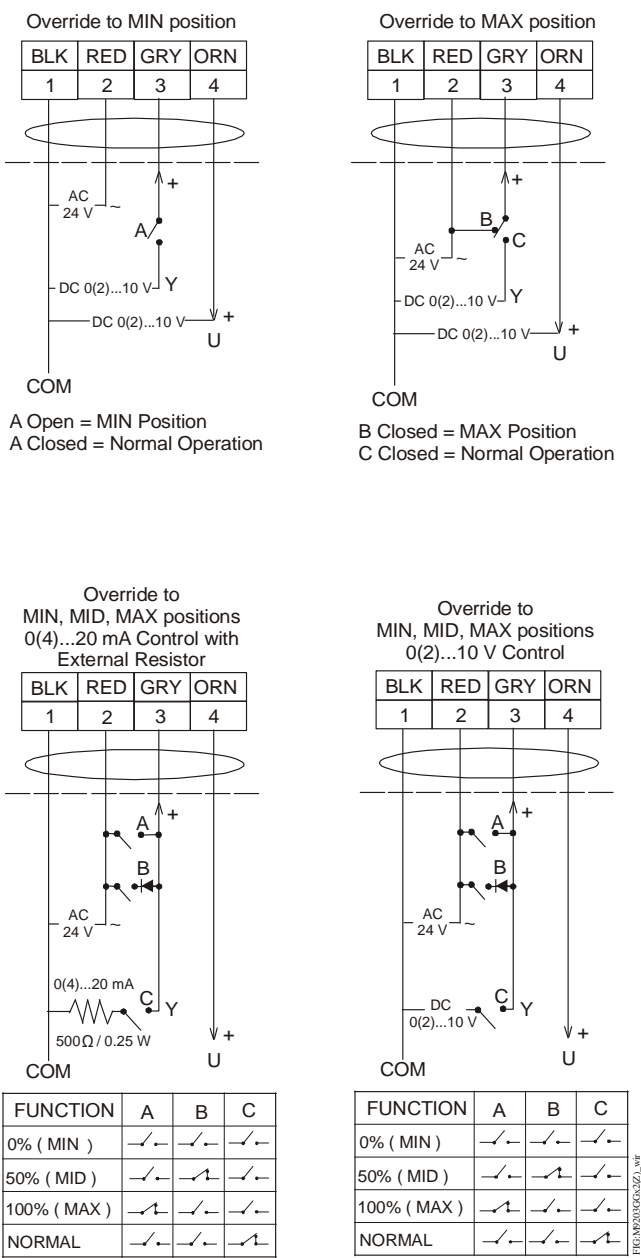 Override to MIN position
BLK RED GRY ORN
1 2 3 4
+
AC
24 V ~
A
DC 0(2)...10 V Y
DC 0(2)...10 V +
U
COM
A Open = MIN Position
A Closed = Normal Operation
Override to MAX position
BLK RED GRY ORN
1 2 3 4
+
B
C
AC
24 V ~
DC 0(2)...10 V Y
DC 0(2)...10 V +
U
COM
B Closed = MAX Position
C Closed = Normal Operation
Override to
MIN, MID, MAX positions
0(4)...20 mA Control with
External Resistor
BLK RED GRY ORN
1 2 3 4
+
A
B
AC
24 V ~
0(4)...20 mA
C Y
500Ω / 0.25 W
+
U
COM
FUNCTION A B C
0% ( MIN )
50% ( MID )
100% ( MAX )
NORMAL
Override to
MIN, MID, MAX positions
0(2)...10 V Control
BLK RED GRY ORN
1 2 3 4
+
A
B
AC
24 V ~
DC
0(2)...10 V
C Y
+
U
COM
FUNCTION A B C
0% ( MIN )
50% ( MID )
100% ( MAX )
NORMAL
FIG:M9203GGx2(Z)_wir